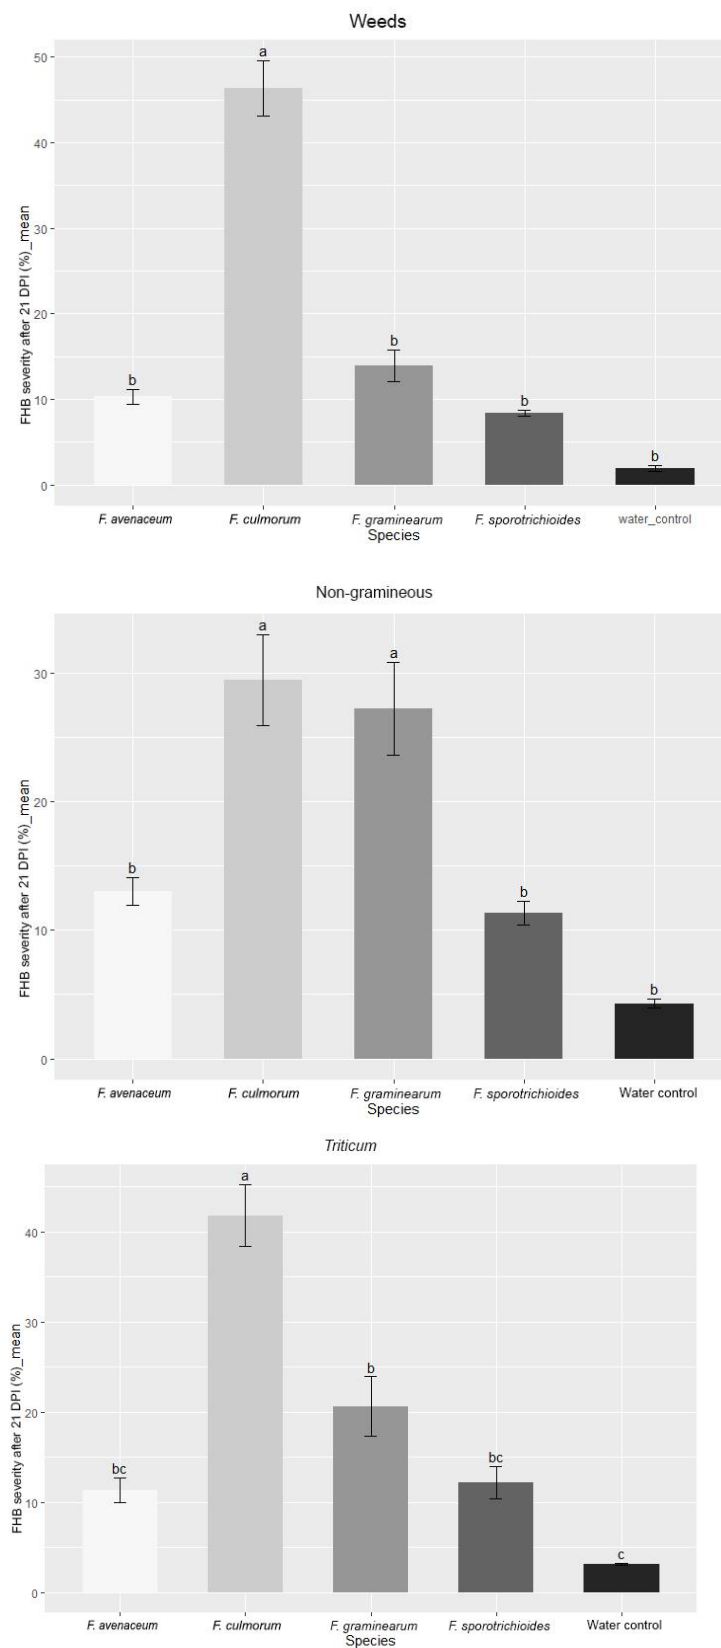 Weeds
FHB severity after 21 DPI (%)_mean
50
40
30
20
10
0
a
b
b
b
b
F. avenaceum F. culmorum F. graminearum F. sporotrichioides water_control
Species
Non-gramineous
FHB severity after 21 DPI (%)_mean
30
20
10
0
a
a
b
b
b
F. avenaceum F. culmorum F. graminearum F. sporotrichioides Water control
Species
Triticum
FHB severity after 21 DPI (%)_mean
40
30
20
10
0
a
b
bc
bc
c
F. avenaceum F. culmorum F. graminearum F. sporotrichioides Water control
Species